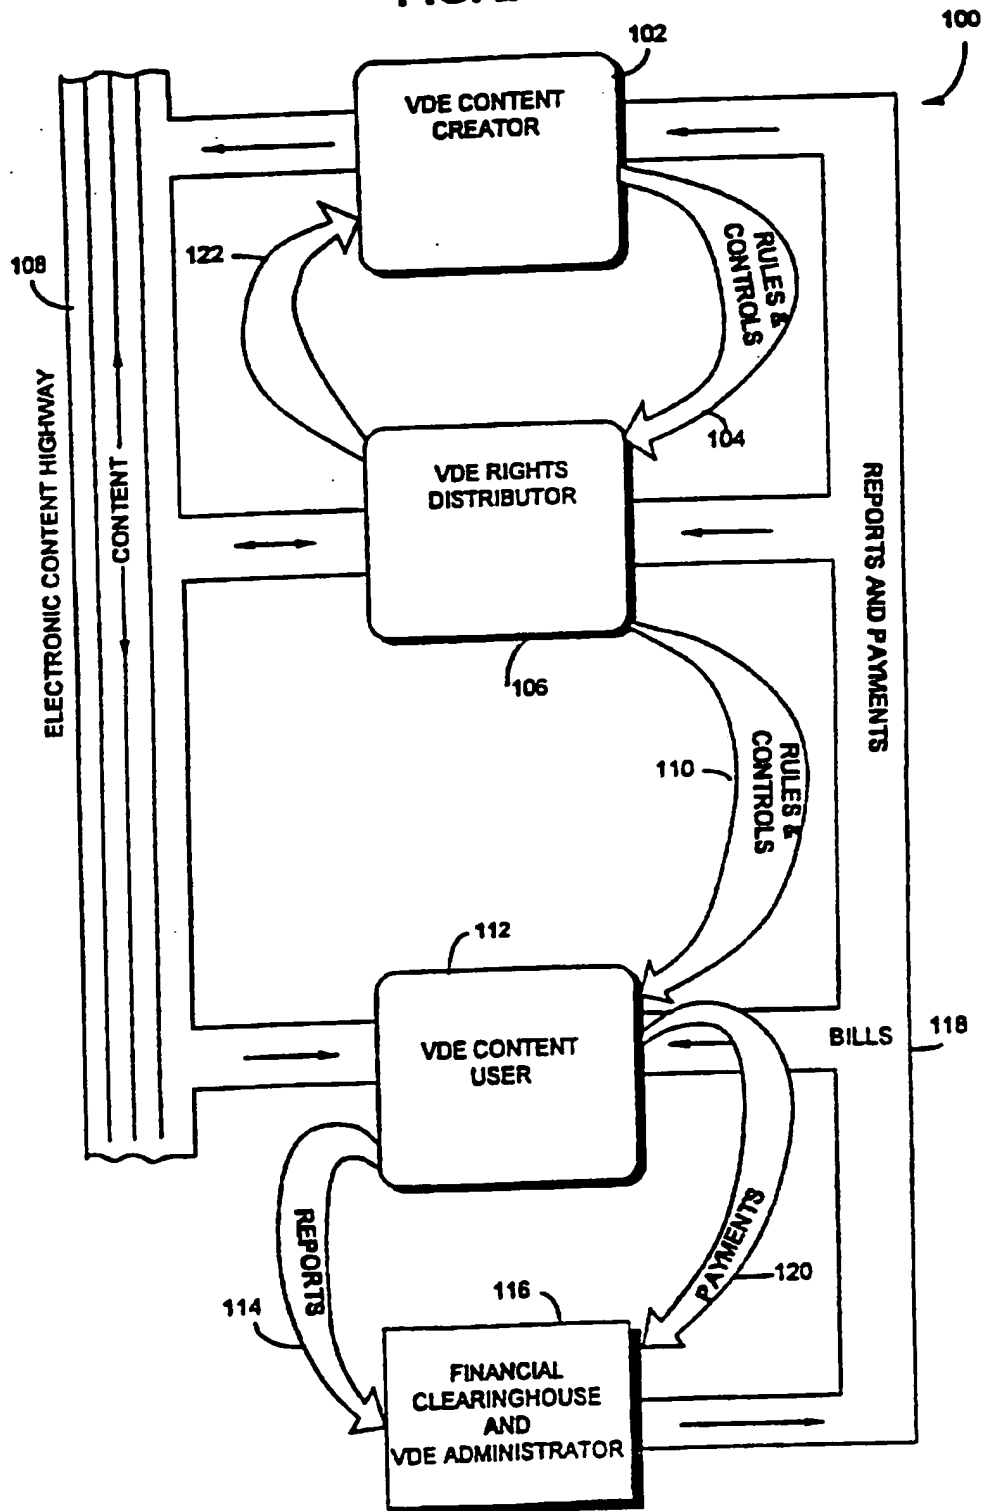 100
102
VDE CONTENT
CREATOR
122
108
RULES &
CONTROLS
104
ELECTRONIC CONTENT HIGHWAY
CONTENT
VDE RIGHTS
DISTRIBUTOR
REPORTS AND PAYMENTS
106
110
RULES &
CONTROLS
112
VDE CONTENT
USER
BILLS
118
REPORTS
PAYMENTS
120
114
116
FINANCIAL
CLEARINGHOUSE
AND
VDE ADMINISTRATOR